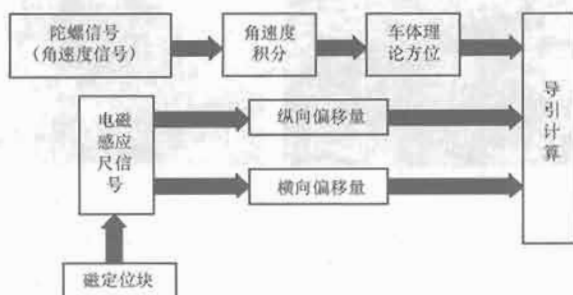 陀螺信号
（角速度信号）
角速度
积分
车体理
论方位
电磁
感应
尺信
号
纵向偏移量
横向偏移量
导
引
计
算
磁定位块